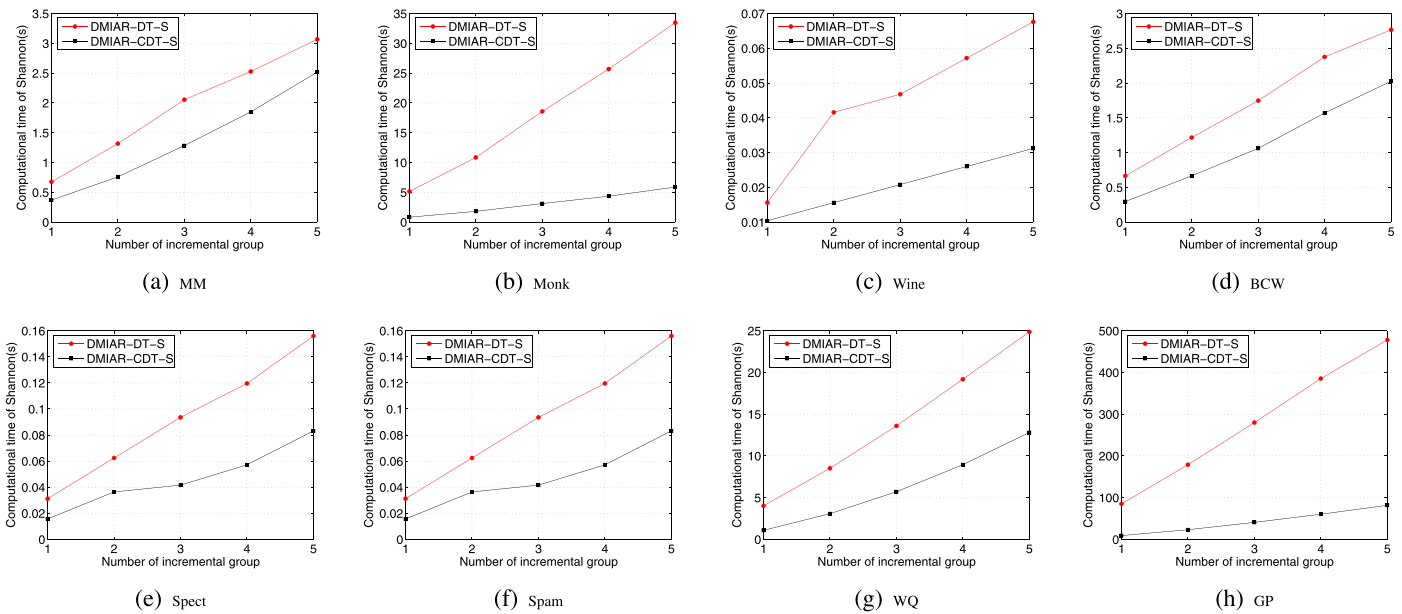 Computational time of Shannon(s)
3.5
3
2.5
2
1.5
1
0.5
0
DMIAR−DT−S
DMIAR−CDT−S
1 2 3 4 5
Number of incremental group
(a) MM
Computational time of Shannon(s)
35
30
25
20
15
10
5
0
DMIAR−DT−S
DMIAR−CDT−S
1 2 3 4 5
Number of incremental group
(b) Monk
Computational time of Shannon(s)
0.07
0.06
0.05
0.04
0.03
0.02
0.01
DMIAR−DT−S
DMIAR−CDT−S
1 2 3 4 5
Number of incremental group
(c) Wine
Computational time of Shannon(s)
3
2.5
2
1.5
1
0.5
0
DMIAR−DT−S
DMIAR−CDT−S
1 2 3 4 5
Number of incremental group
(d) BCW
Computational time of Shannon(s)
0.16
0.14
0.12
0.1
0.08
0.06
0.04
0.02
0
DMIAR−DT−S
DMIAR−CDT−S
1 2 3 4 5
Number of incremental group
(e) Spect
Computational time of Shannon(s)
0.16
0.14
0.12
0.1
0.08
0.06
0.04
0.02
0
DMIAR−DT−S
DMIAR−CDT−S
1 2 3 4 5
Number of incremental group
(f) Spam
Computational time of Shannon(s)
25
20
15
10
5
0
DMIAR−DT−S
DMIAR−CDT−S
1 2 3 4 5
Number of incremental group
(g) WQ
Computational time of Shannon(s)
500
400
300
200
100
0
DMIAR−DT−S
DMIAR−CDT−S
1 2 3 4 5
Number of incremental group
(h) GP